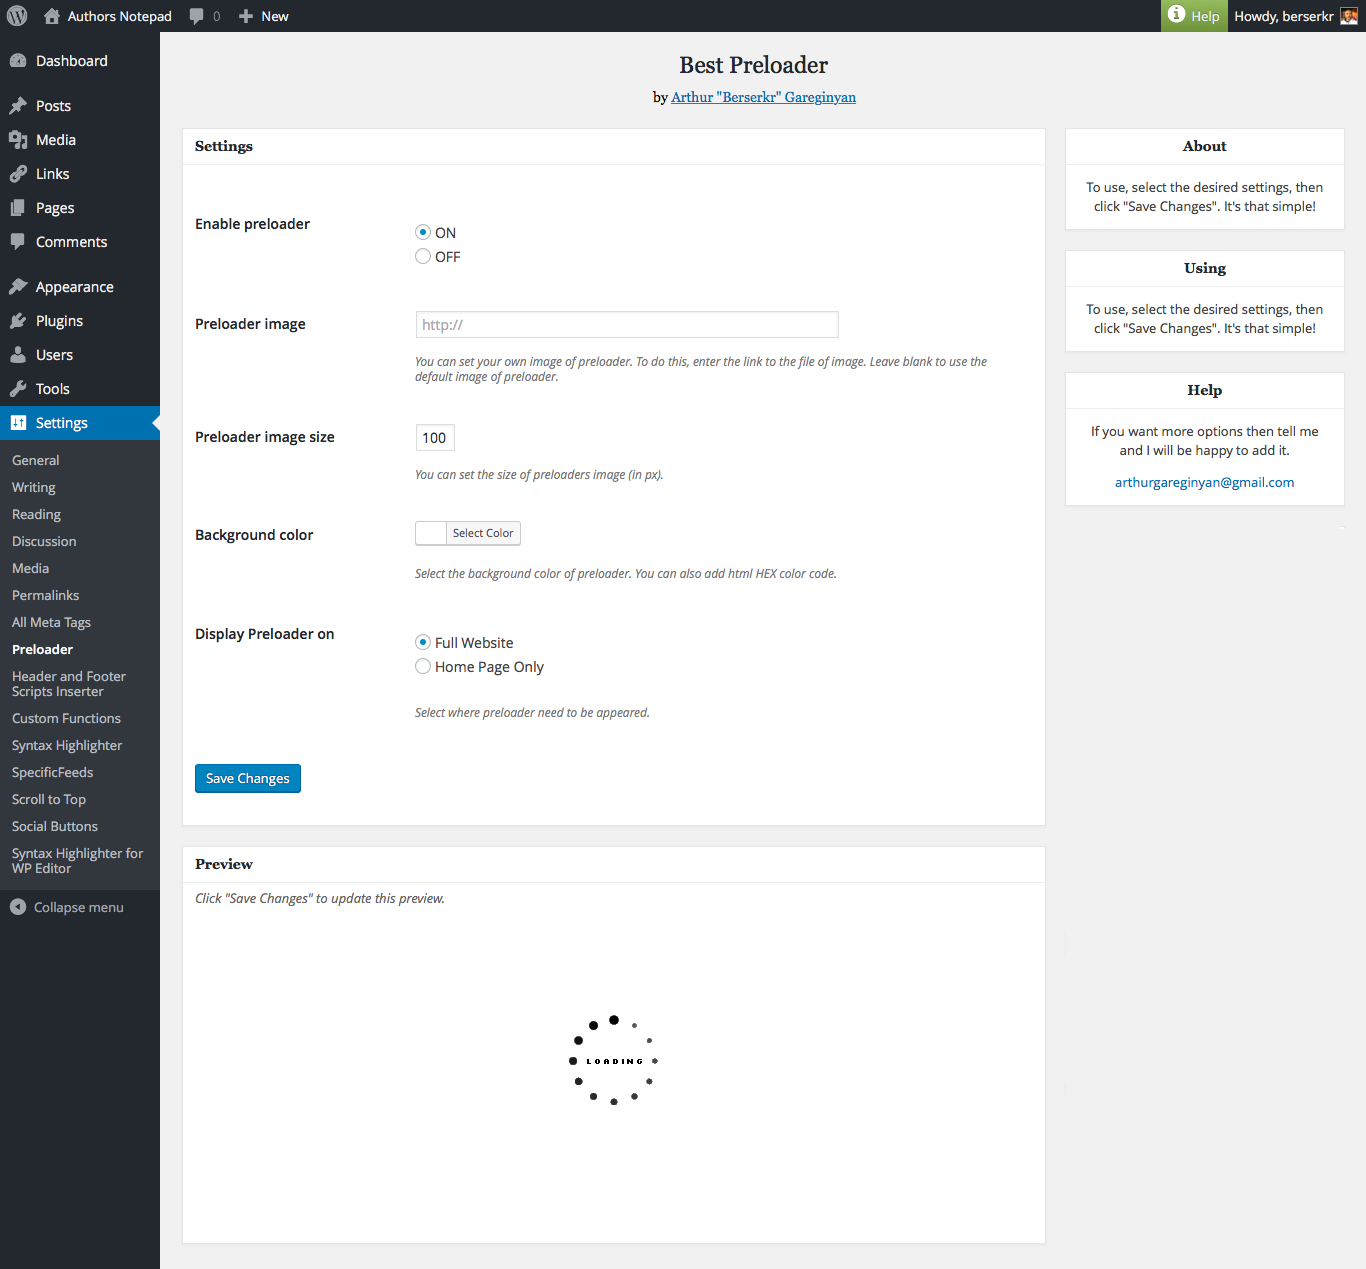 Authors Notepad 0 New Help Howdy, berserkr
Dashboard
Posts
Media
Links
Pages
Comments
Appearance
Plugins
Users
Tools
Settings
General
Writing
Reading
Discussion
Media
Permalinks
All Meta Tags
Preloader
Header and Footer
Scripts Inserter
Custom Functions
Syntax Highlighter
SpecificFeeds
Scroll to Top
Social Buttons
Syntax Highlighter for
WP Editor
Collapse menu
Best Preloader
by Arthur "Berserkr" Gareginyan
Settings
Enable preloader
ON
OFF
Preloader image
http://
You can set your own image of preloader. To do this, enter the link to the file of image. Leave blank to use the
default image of preloader.
Preloader image size
100
You can set the size of preloaders image (in px).
Background color
Select Color
Select the background color of preloader. You can also add html HEX color code.
Display Preloader on
Full Website
Home Page Only
Select where preloader need to be appeared.
Save Changes
Preview
Click "Save Changes" to update this preview.
LOADING
About
To use, select the desired settings, then
click "Save Changes". It's that simple!
Using
To use, select the desired settings, then
click "Save Changes". It's that simple!
Help
If you want more options then tell me
and I will be happy to add it.
arthurgareginyan@gmail.com